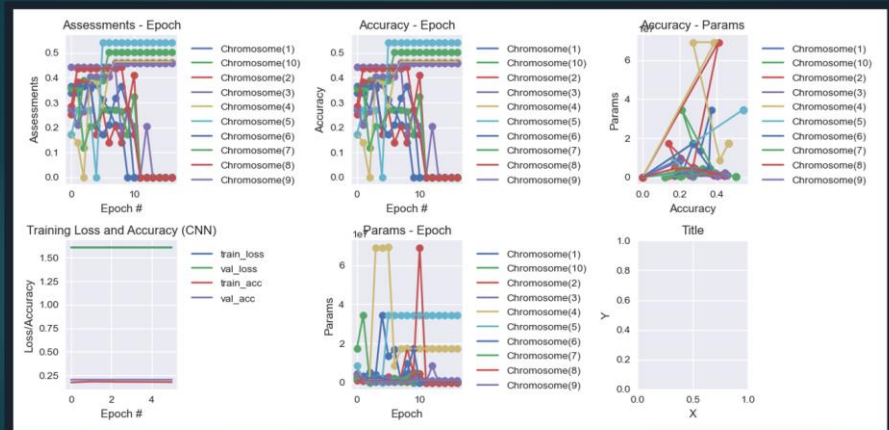 Assessments - Epoch
Assessments
0.5
0.4
0.3
0.2
0.1
0.0
0
10
Epoch #
Chromosome(1)
Chromosome(10)
Chromosome(2)
Chromosome(3)
Chromosome(4)
Chromosome(5)
Chromosome(6)
Chromosome(7)
Chromosome(8)
Chromosome(9)
Accuracy - Epoch
Accuracy
0.5
0.4
0.3
0.2
0.1
0.0
0
10
Epoch #
Chromosome(1)
Chromosome(10)
Chromosome(2)
Chromosome(3)
Chromosome(4)
Chromosome(5)
Chromosome(6)
Chromosome(7)
Chromosome(8)
Chromosome(9)
Accuracy - Params
1e7
Params
6
4
2
0
0.0
0.2
0.4
Accuracy
Chromosome(1)
Chromosome(10)
Chromosome(2)
Chromosome(3)
Chromosome(4)
Chromosome(5)
Chromosome(6)
Chromosome(7)
Chromosome(8)
Chromosome(9)
Training Loss and Accuracy (CNN)
Loss/Accuracy
1.50
1.25
1.00
0.75
0.50
0.25
0
2
4
Epoch #
train_loss
val_loss
train_acc
val_acc
Params - Epoch
1e7
Params
6
4
2
0
0
10
Epoch
Chromosome(1)
Chromosome(10)
Chromosome(2)
Chromosome(3)
Chromosome(4)
Chromosome(5)
Chromosome(6)
Chromosome(7)
Chromosome(8)
Chromosome(9)
Title
Y
1.0
0.8
0.6
0.4
0.2
0.0
0.0
0.5
1.0
X